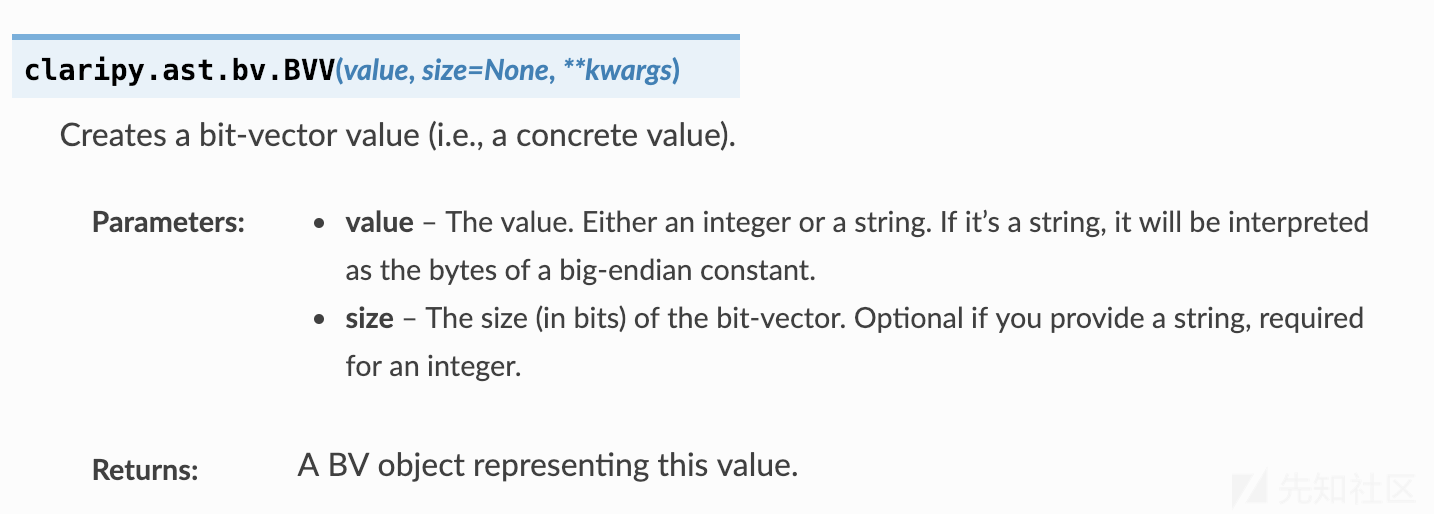 claripy.ast.bv.BVV(value, size=None, **kwargs)
Creates a bit-vector value (i.e., a concrete value).
Parameters:
• value – The value. Either an integer or a string. If it’s a string, it will be interpreted
as the bytes of a big-endian constant.
• size – The size (in bits) of the bit-vector. Optional if you provide a string, required
for an integer.
Returns: A BV object representing this value.
先知社区